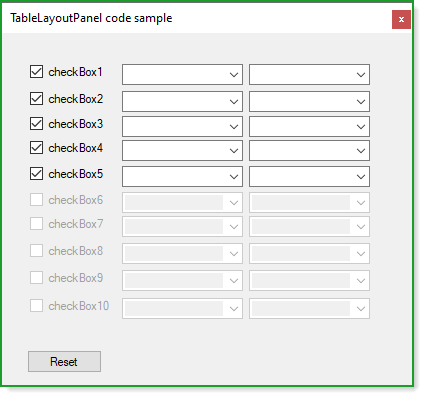 TableLayoutPanel code sample
x
checkBox1
checkBox2
checkBox3
checkBox4
checkBox5
checkBox6
checkBox7
checkBox8
checkBox9
checkBox10
Reset